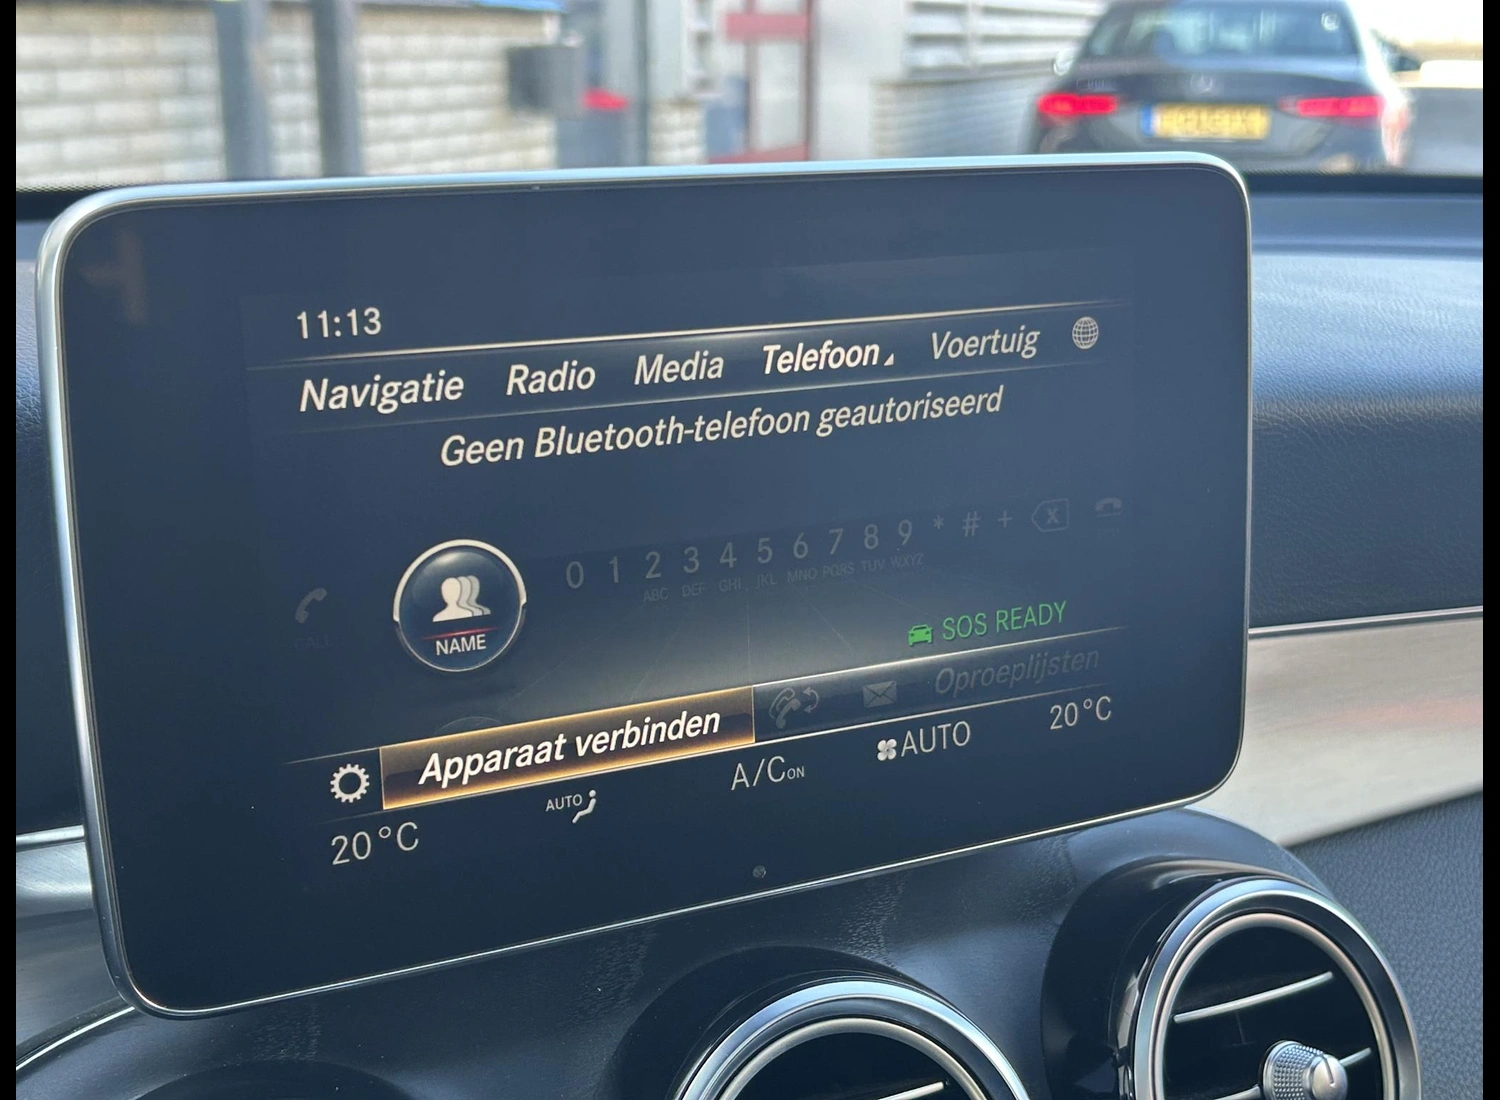 11:13
Navigatie Radio Media Telefoon Voertuig
Geen Bluetooth-telefoon geautoriseerd
0 1 2 3 4 5 6 7 8 9 * # +
ABC DEF GHI JKL MNO PQRS TUV WXYZ
CALL
NAME
SOS READY
Apparaat verbinden Oproeplijsten
20°C AUTO A/C ON AUTO 20°C